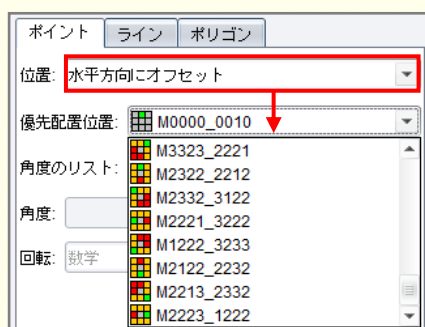 ポイント ライン ポリゴン
位置: 水平方向にオフセット
優先配置位置: M0000_0010
M3323_2221
角度のリスト: M2322_2212
M2332_3122
角度: M2221_3222
M1222_3233
回転: 数学 M2122_2232
M2213_2332
M2223_1222